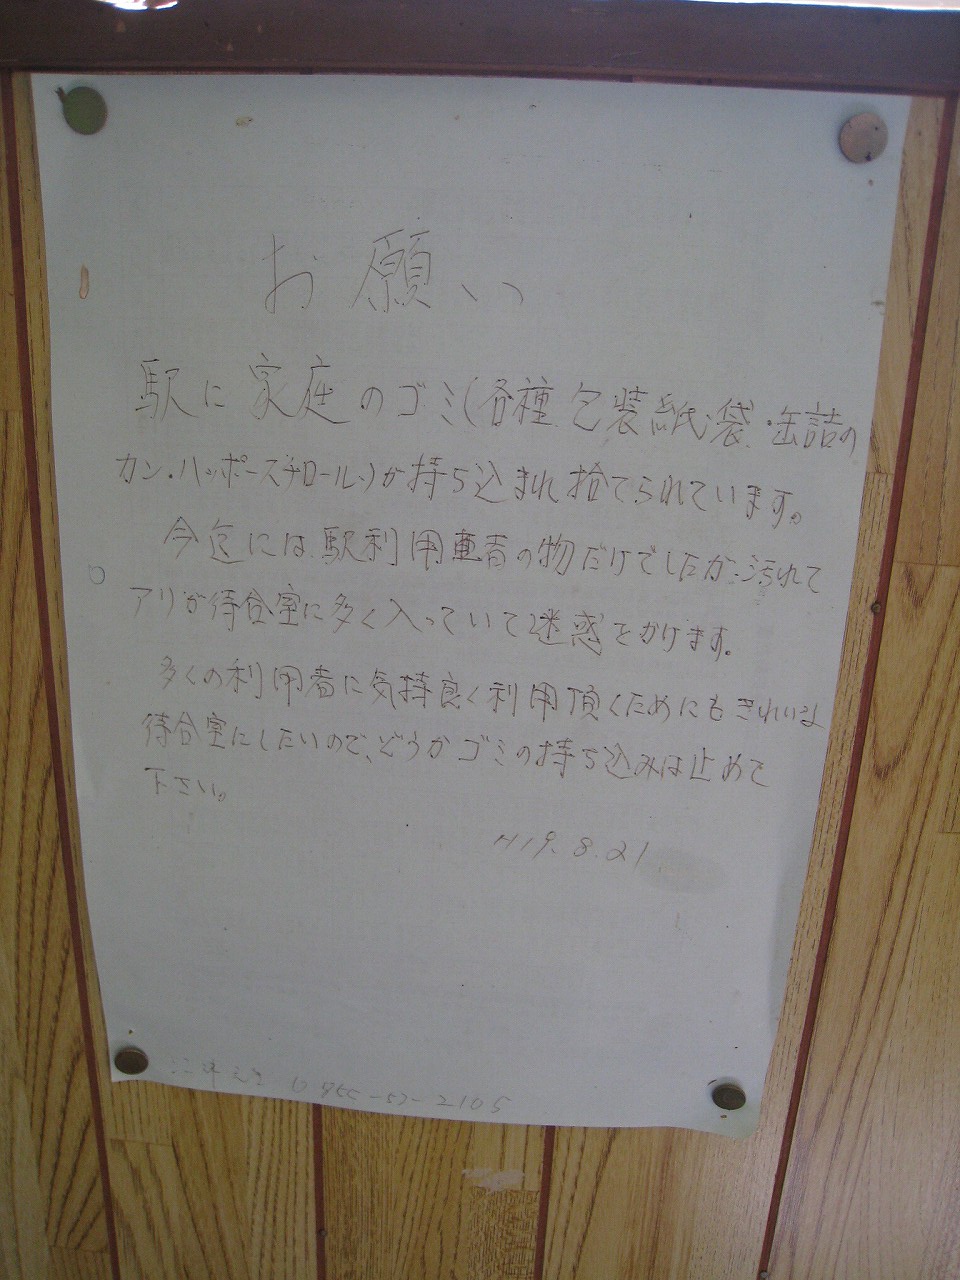 お願い
駅に家庭のゴミ(各種包装紙・袋・缶詰の
カン・ハッポースチロール)が持ち込まれ捨てられています。
今迄には駅利用者の物だけでしたが、汚れて
アリが待合室に多く入っていて迷惑をかけます。
多くの利用者に気持良く利用頂くためにもきれいな
待合室にしたいので、どうかゴミの持ち込みは止めて
下さい。
H19.8.21
0855-53-2105